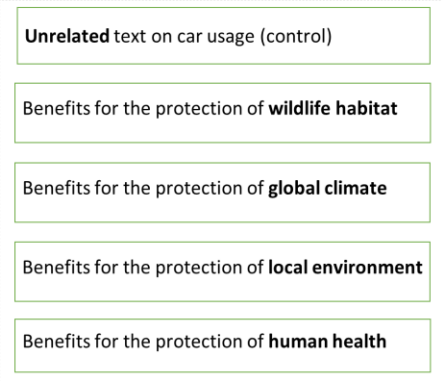 Unrelated text on car usage (control)
Benefits for the protection of wildlife habitat
Benefits for the protection of global climate
Benefits for the protection of local environment
Benefits for the protection of human health